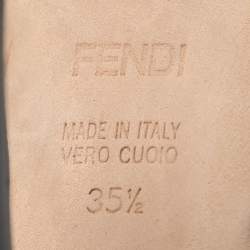 FENDI
MADE IN ITALY
VERO CUOIO
35½